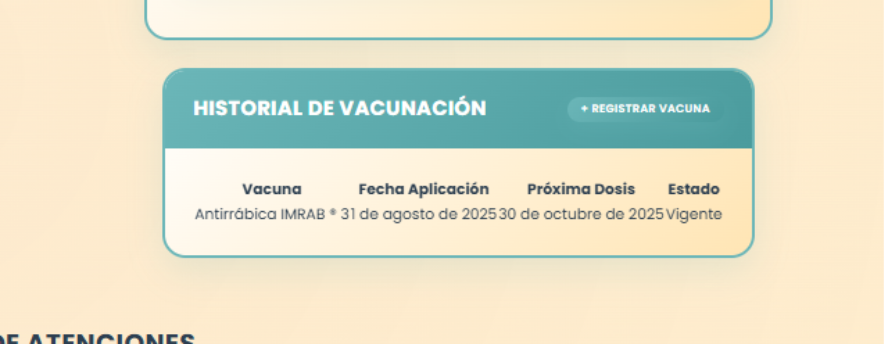 HISTORIAL DE VACUNACIÓN + REGISTRAR VACUNA
Vacuna Fecha Aplicación Próxima Dosis Estado
Antirrábica IMRAB ® 31 de agosto de 2025 30 de octubre de 2025 Vigente
DE ATENCIONES